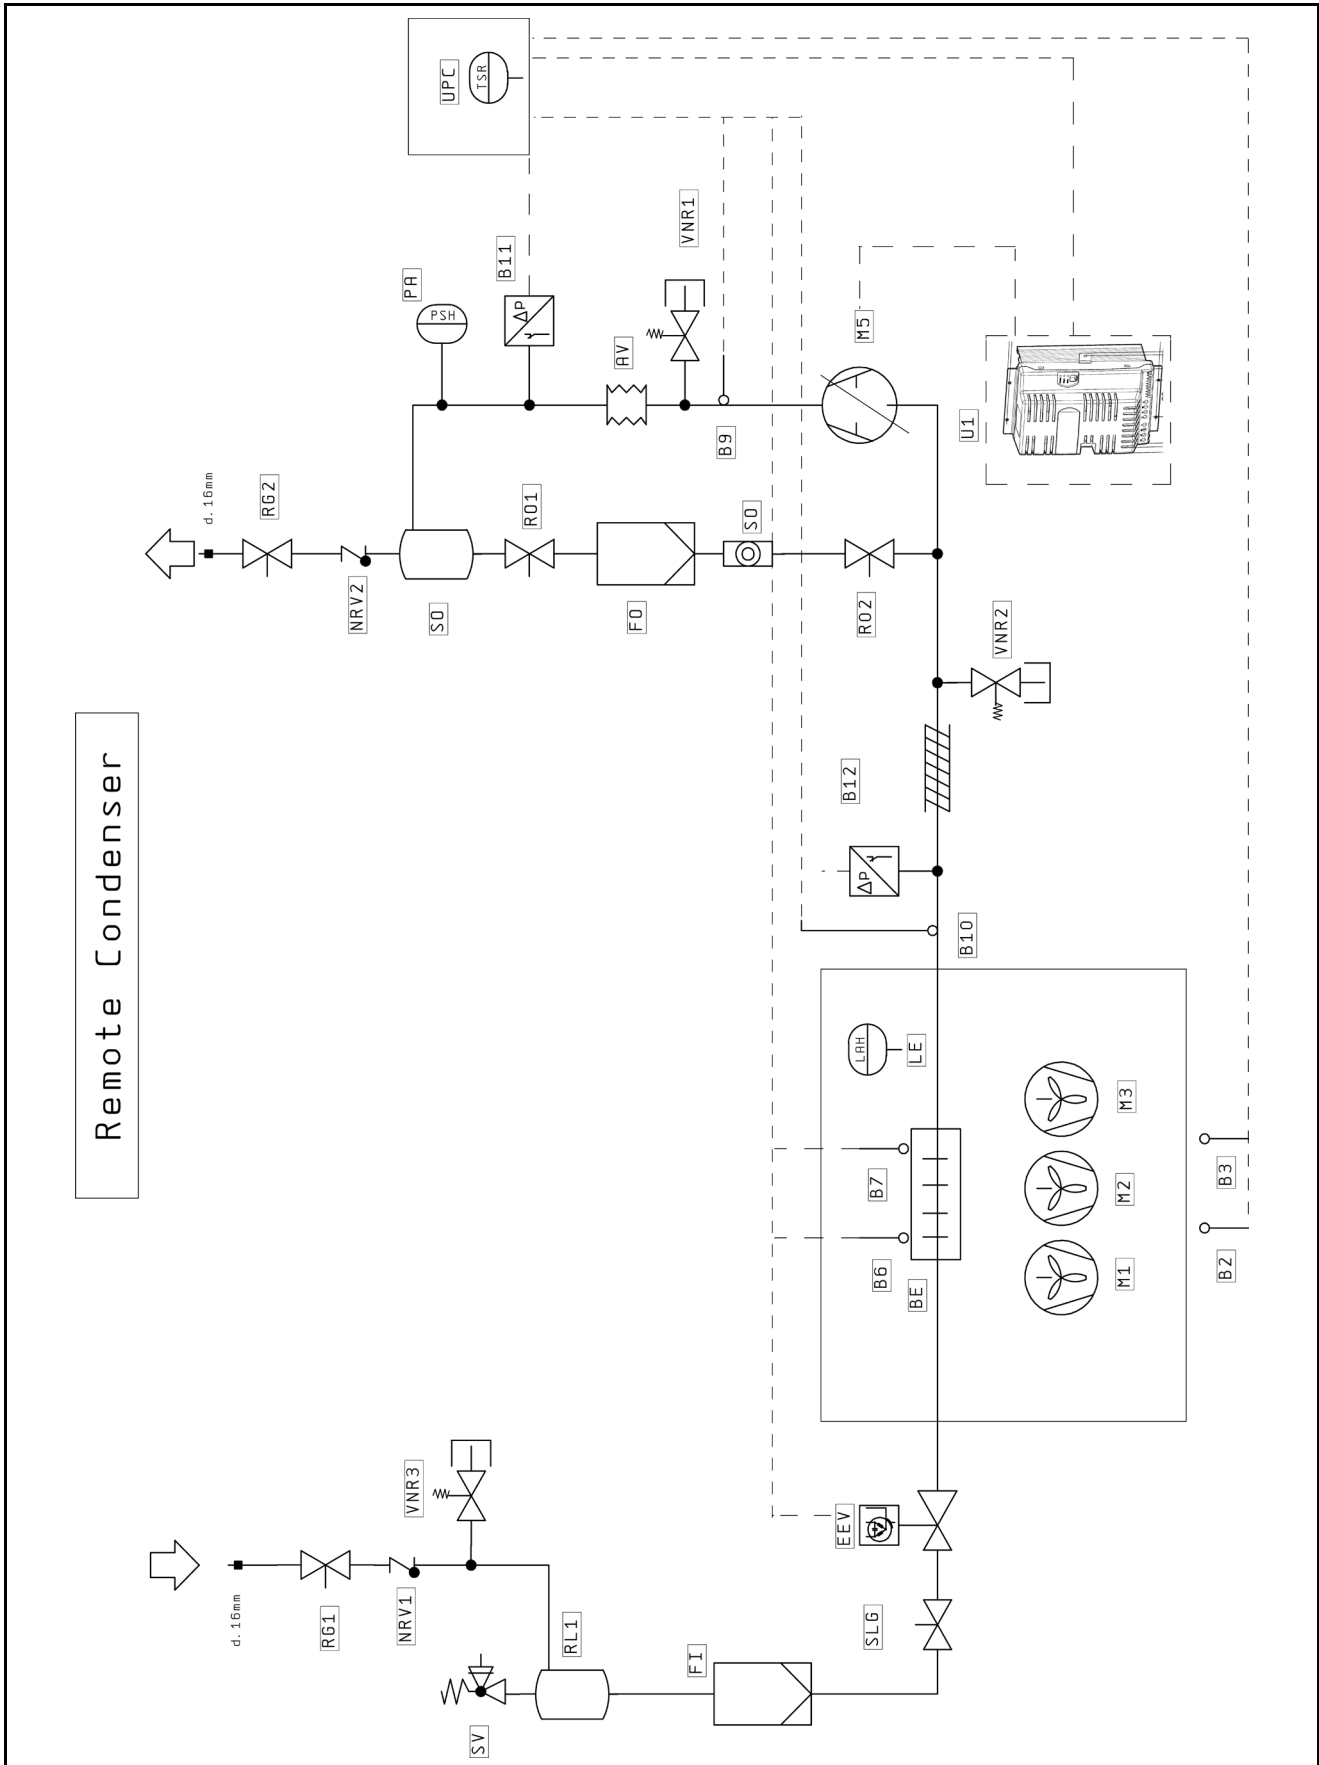 Remote Condenser
d.16mm
d.16mm
RG2
RG1
NRV2
NRV1
VNR3
PA
SO
PSH
UPC
TSR
SV
B11
ΔP
RO1
RL1
AV
FO
VNR1
FI
B9
SO
EEV
B12
LAH
ΔP
M5
RO2
SLG
B7
B6
BE
LE
B10
U1
VNR2
M1
M2
M3
B2
B3